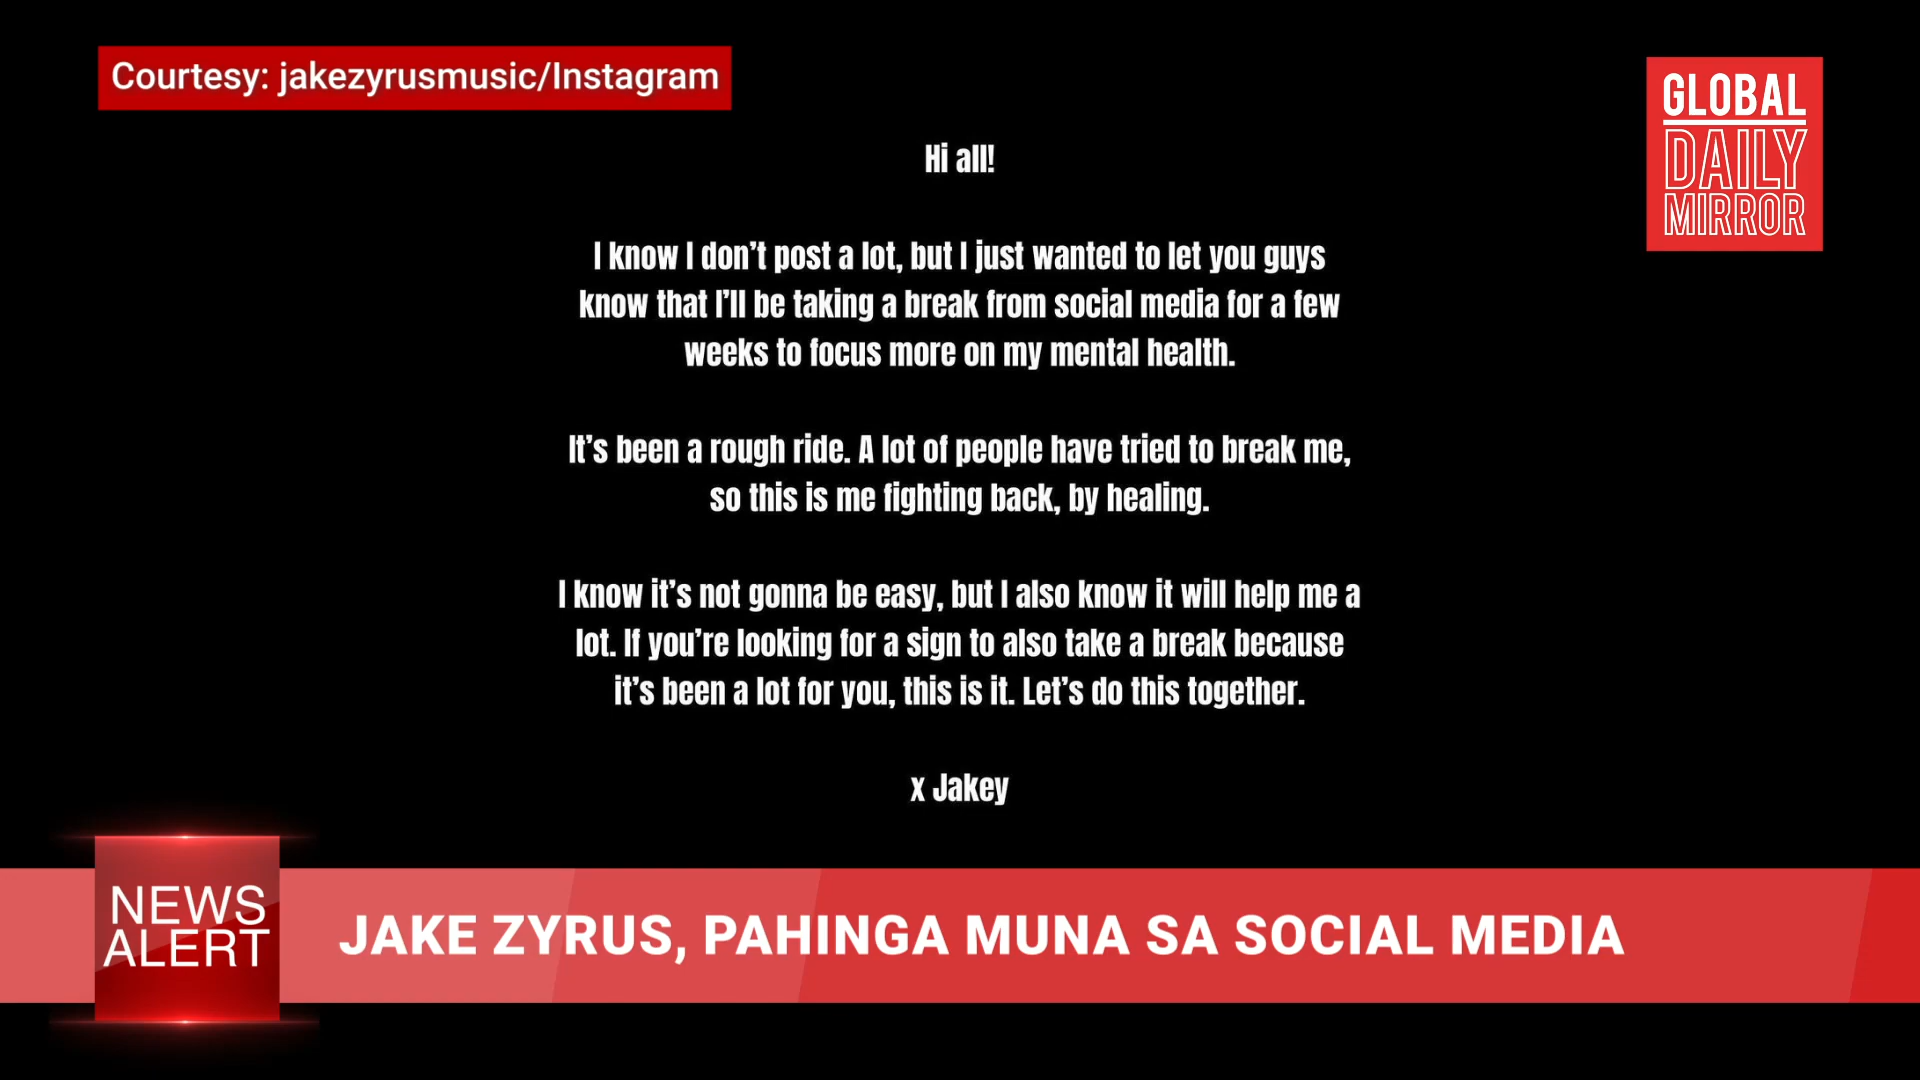 Courtesy: jakezyrusmusic/Instagram
GLOBAL
DAILY
MIRROR
Hi all!
I know I don’t post a lot, but I just wanted to let you guys
know that I’ll be taking a break from social media for a few
weeks to focus more on my mental health.
It’s been a rough ride. A lot of people have tried to break me,
so this is me fighting back, by healing.
I know it’s not gonna be easy, but I also know it will help me a
lot. If you’re looking for a sign to also take a break because
it’s been a lot for you, this is it. Let’s do this together.
x Jakey
NEWS
ALERT
JAKE ZYRUS, PAHINGA MUNA SA SOCIAL MEDIA